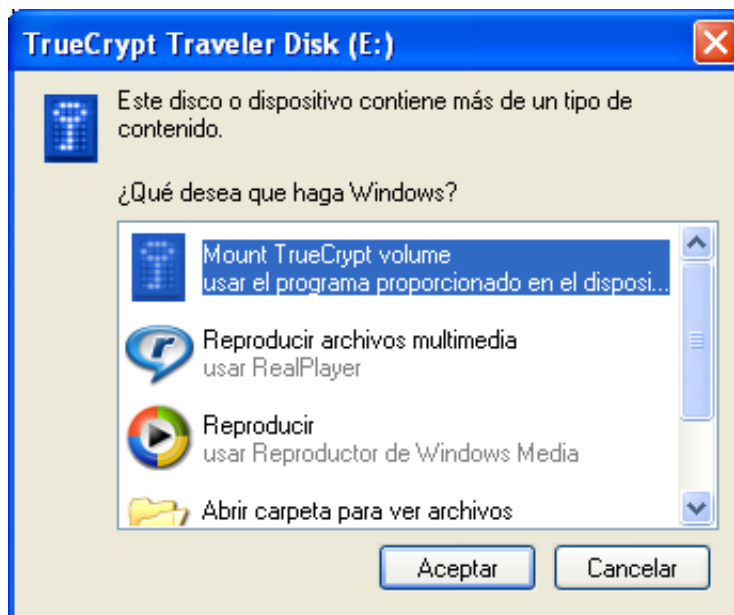 TrueCrypt Traveler Disk (E:)
Este disco o dispositivo contiene más de un tipo de
contenido.
¿Qué desea que haga Windows?
Mount TrueCrypt volume
usar el programa proporcionado en el disposi...
Reproducir archivos multimedia
usar RealPlayer
Reproducir
usar Reproductor de Windows Media
Abrir carpeta para ver archivos
Aceptar
Cancelar